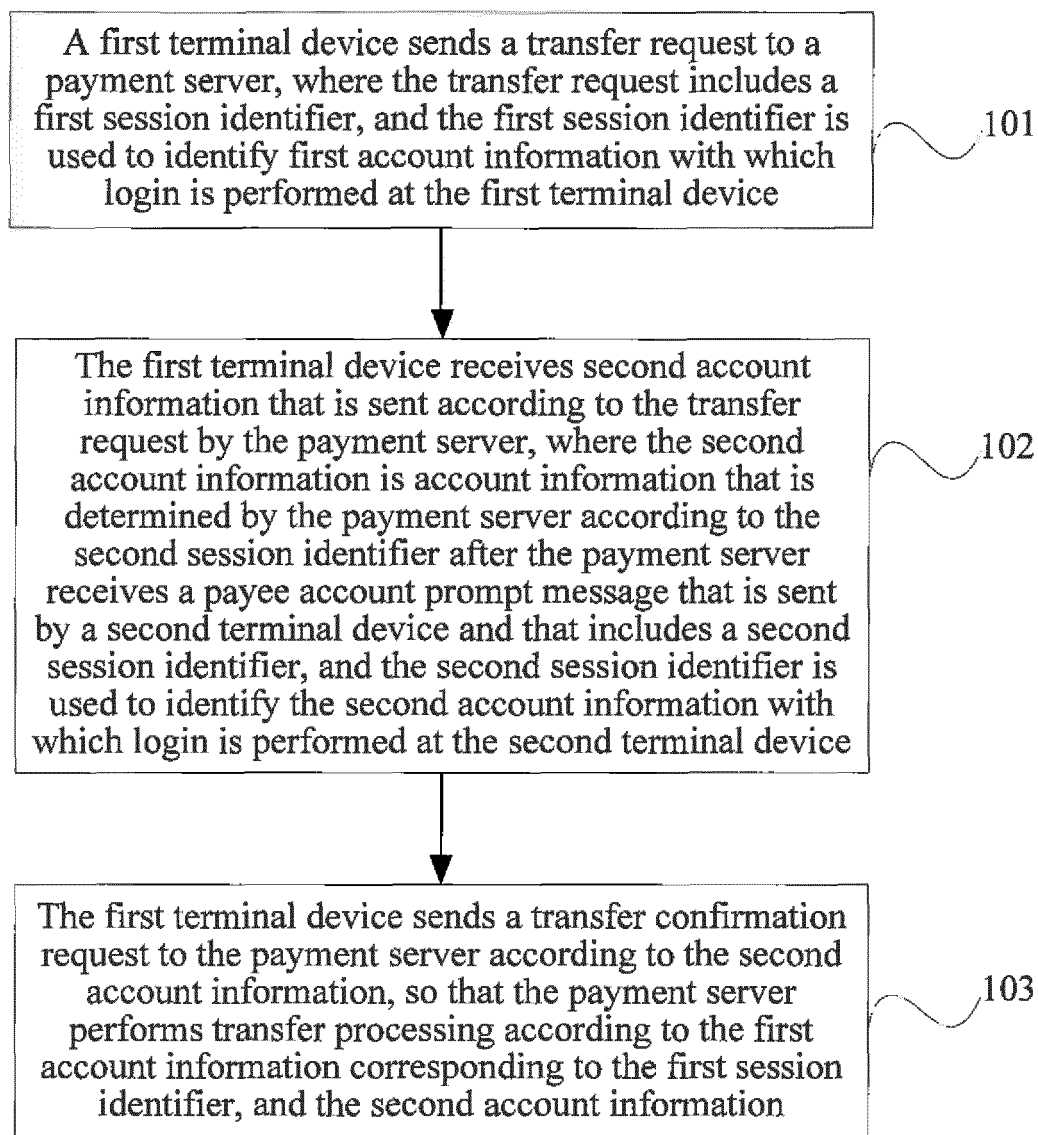 A first terminal device sends a transfer request to a
payment server, where the transfer request includes a
first session identifier, and the first session identifier is
used to identify first account information with which
login is performed at the first terminal device
101
The first terminal device receives second account
information that is sent according to the transfer
request by the payment server, where the second
account information is account information that is
determined by the payment server according to the
second session identifier after the payment server
receives a payee account prompt message that is sent
by a second terminal device and that includes a second
session identifier, and the second session identifier is
used to identify the second account information with
which login is performed at the second terminal device
102
The first terminal device sends a transfer confirmation
request to the payment server according to the second
account information, so that the payment server
performs transfer processing according to the first
account information corresponding to the first session
identifier, and the second account information
103